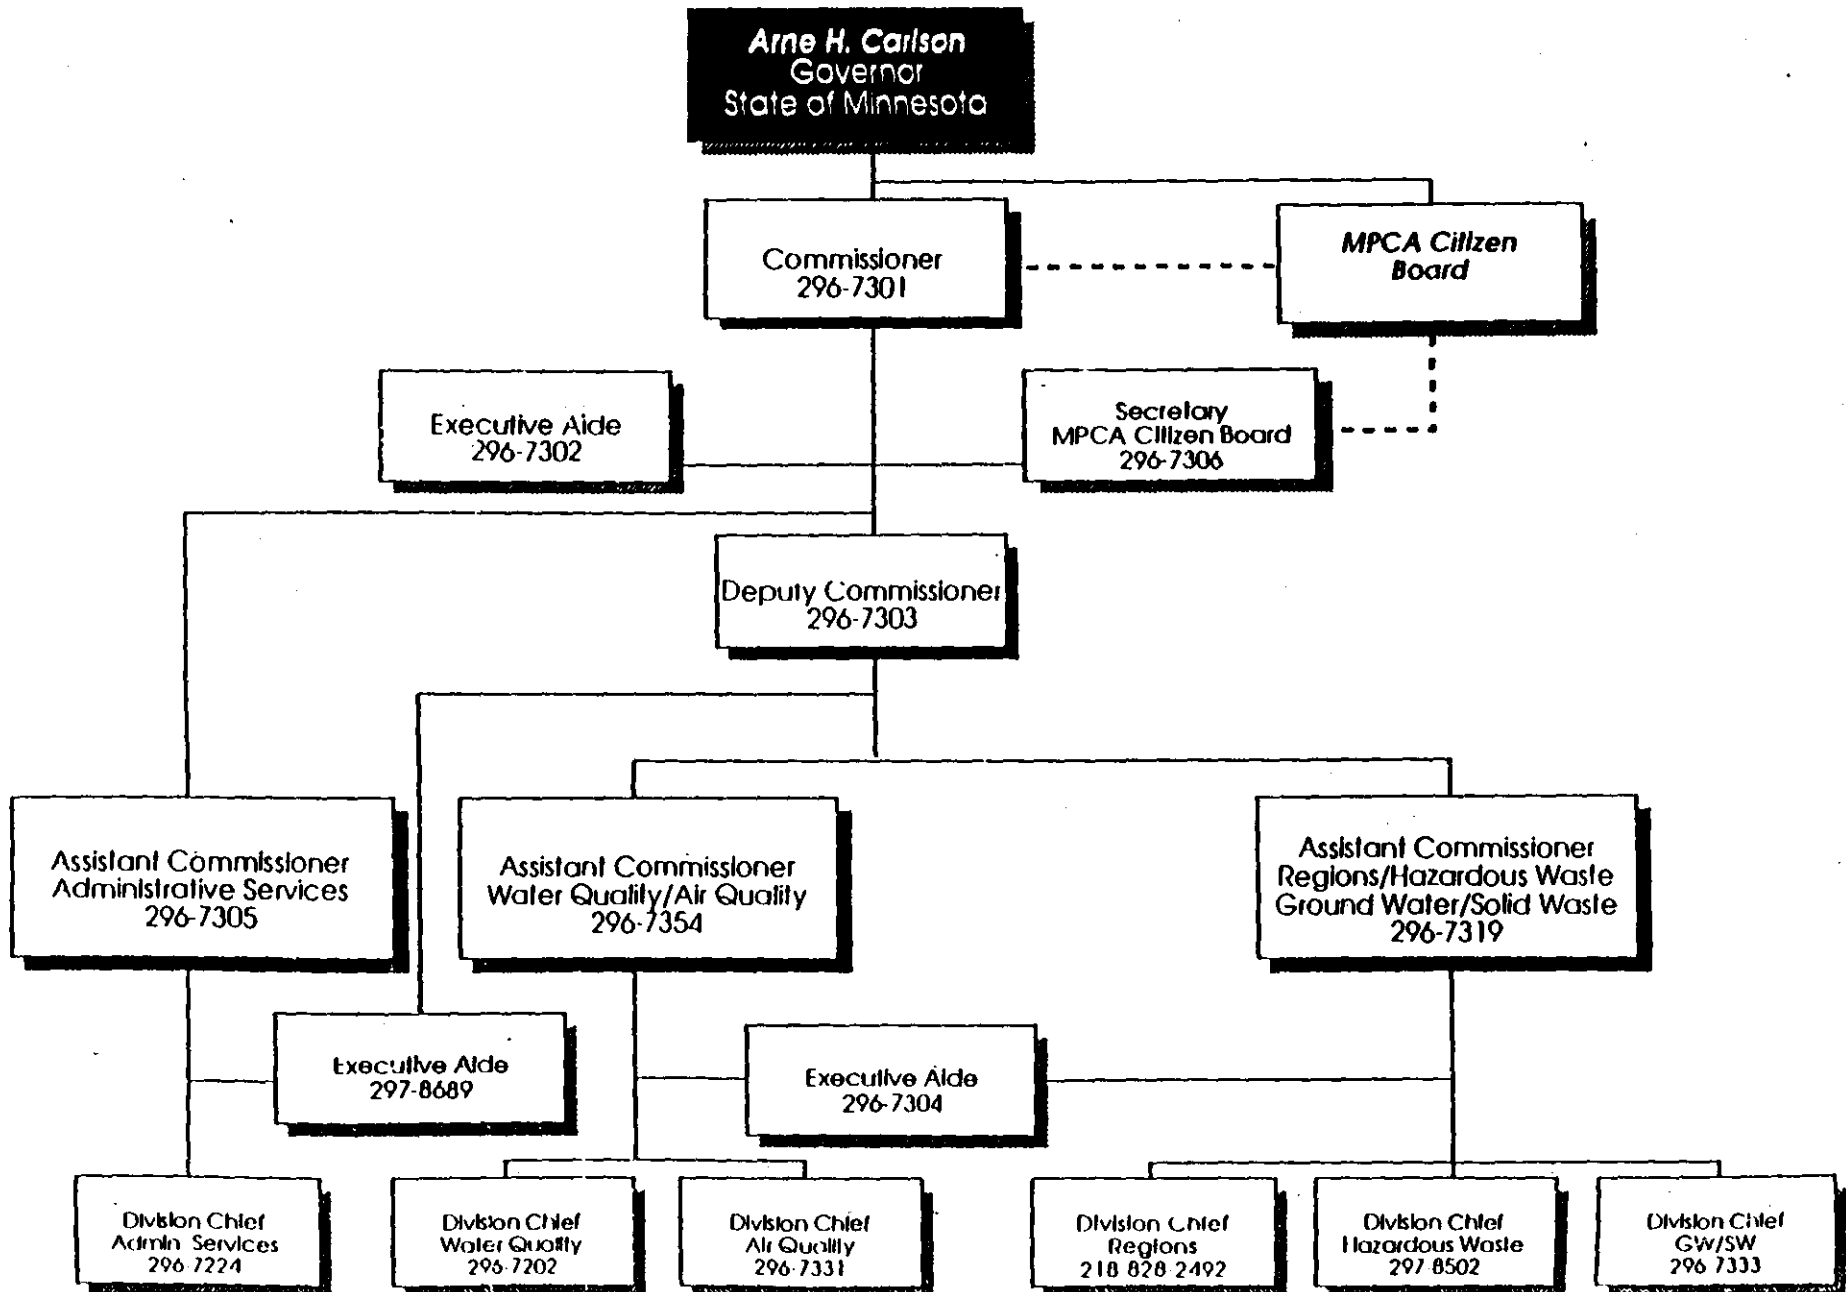 Arne H. Carlson
Governor
State of Minnesota
Commissioner
296-7301
MPCA Citizen
Board
Executive Aide
296-7302
Secretary
MPCA Citizen Board
296-7306
Deputy Commissioner
296-7303
Assistant Commissioner
Administrative Services
296-7305
Assistant Commissioner
Water Quality/Air Quality
296-7354
Assistant Commissioner
Regions/Hazardous Waste
Ground Water/Solid Waste
296-7319
Executive Aide
297-8689
Executive Aide
296-7304
Division Chief
Admin Services
296-7224
Division Chief
Water Quality
296-7202
Division Chief
Air Quality
296-7331
Division Chief
Regions
218 828-2492
Division Chief
Hazardous Waste
297-8502
Division Chief
GW/SW
296 7333